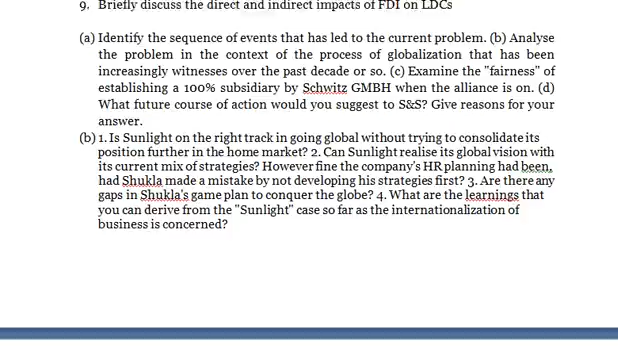 9. Briefly discuss the direct and indirect impacts of FDI on LDCs
(a) Identify the sequence of events that has led to the current problem. (b) Analyse
the problem in the context of the process of globalization that has been
increasingly witnesses over the past decade or so. (c) Examine the "fairness" of
establishing a 100% subsidiary by Schwitz GMBH when the alliance is on. (d)
What future course of action would you suggest to S&S? Give reasons for your
answer.
(b) 1. Is Sunlight on the right track in going global without trying to consolidate its
position further in the home market? 2. Can Sunlight realise its global vision with
its current mix of strategies? However fine the company's HR planning had been,
had Shukla made a mistake by not developing his strategies first? 3. Are there any
gaps in Shukla's game plan to conquer the globe? 4. What are the learnings that
you can derive from the "Sunlight" case so far as the internationalization of
business is concerned?